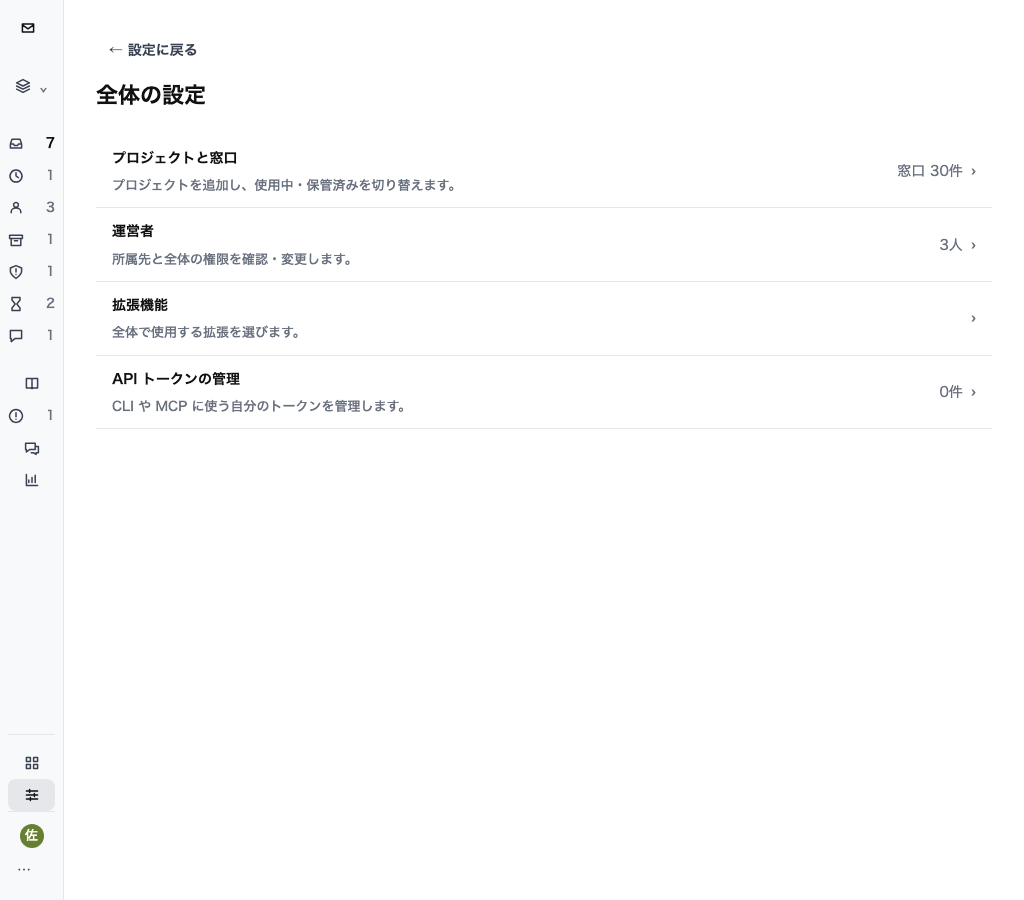 ← 設定に戻る
全体の設定
プロジェクトと窓口
プロジェクトを追加し、使用中・保管済みを切り替えます。
窓口 30件 ›
運営者
所属先と全体の権限を確認・変更します。
3人 ›
拡張機能
全体で使用する拡張を選びます。
›
API トークンの管理
CLI や MCP に使う自分のトークンを管理します。
0件 ›
7
1
3
1
1
2
1
1
佐
…